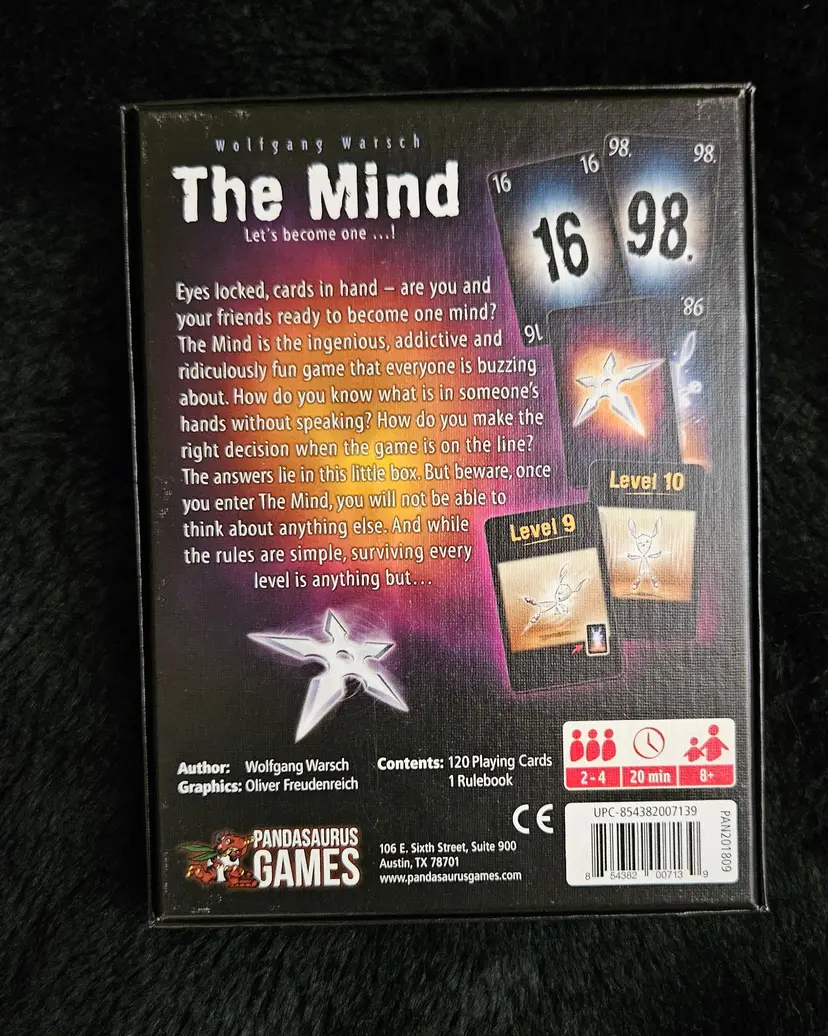 Wolfgang Warsch
The Mind
Let's become one ...!
16
16
16
16
98.
98.
98.
98.
Eyes locked, cards in hand – are you and
your friends ready to become one mind?
The Mind is the ingenious, addictive and
ridiculously fun game that everyone is buzzing
about. How do you know what is in someone's
hands without speaking? How do you make the
right decision when the game is on the line?
The answers lie in this little box. But beware, once
you enter The Mind, you will not be able to
think about anything else. And while
the rules are simple, surviving every
level is anything but...
Level 10
Level 9
Author: Wolfgang Warsch
Graphics: Oliver Freudenreich
Contents: 120 Playing Cards
1 Rulebook
2-4
20 min
8+
CE
PANDASAURUS
GAMES
106 E. Sixth Street, Suite 900
Austin, TX 78701
www.pandasaurusgames.com
UPC-854382007139
8 54382 00713 9
PAN201809